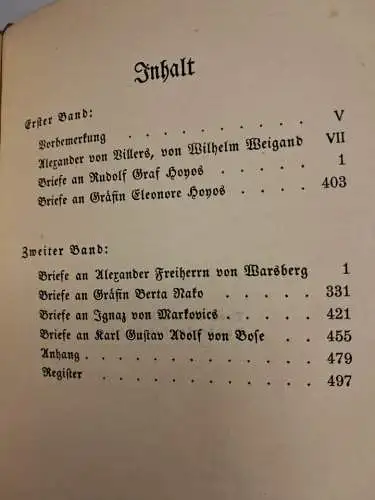 Inhalt
Erster Band:
Vorbemerkung . . . . . . . . . . . V
Alexander von Villers, von Wilhelm Weigand VII
Briefe an Rudolf Graf Hoyos . . . . . 1
Briefe an Gräfin Eleonore Hoyos . . . . 403
Zweiter Band:
Briefe an Alexander Freiherrn von Warsberg 1
Briefe an Gräfin Berta Nako . . . . . 331
Briefe an Ignaz von Markovics . . . . . 421
Briefe an Karl Gustav Adolf von Bose . . 455
Anhang . . . . . . . . . . . . 479
Register . . . . . . . . . . . 497